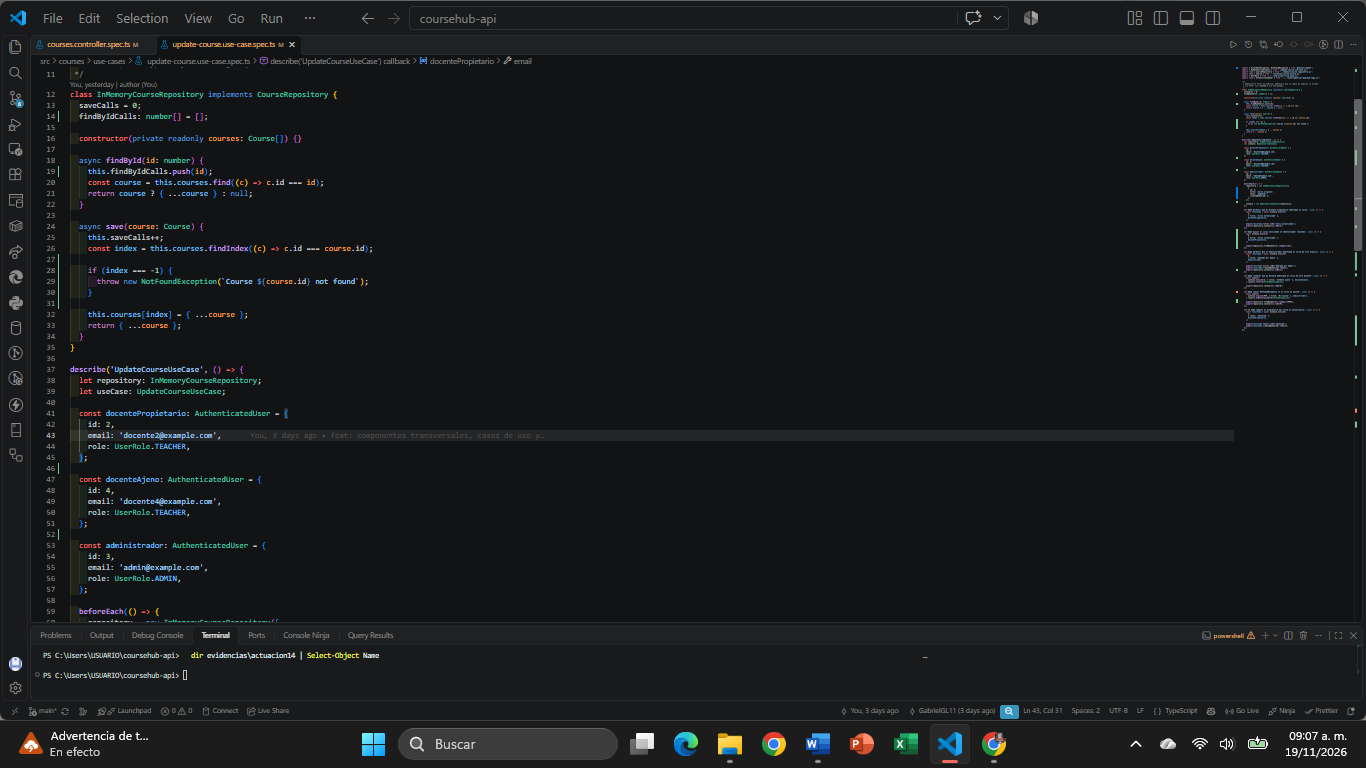 File Edit Selection View Go Run ··· coursehub-api
courses.controller.spec.ts M update-course.use-case.spec.ts M
src > courses > use-cases > update-course.use-case.spec.ts > describe('UpdateCourseUseCase') callback > docentePropietario > email
11 */
You, yesterday | author (You)
12 class InMemoryCourseRepository implements CourseRepository {
13 saveCalls = 0;
14 findByIdCalls: number[] = [];
15
16 constructor(private readonly courses: Course[]) {}
17
18 async findById(id: number) {
19 this.findByIdCalls.push(id);
20 const course = this.courses.find((c) => c.id === id);
21 return course ? { ...course } : null;
22 }
23
24 async save(course: Course) {
25 this.saveCalls++;
26 const index = this.courses.findIndex((c) => c.id === course.id);
27
28 if (index === -1) {
29 throw new NotFoundException(`Course ${course.id} not found`);
30 }
31
32 this.courses[index] = { ...course };
33 return { ...course };
34 }
35 }
36
37 describe('UpdateCourseUseCase', () => {
38 let repository: InMemoryCourseRepository;
39 let useCase: UpdateCourseUseCase;
40
41 const docentePropietario: AuthenticatedUser = {
42 id: 2,
43 email: 'docente2@example.com', You, 3 days ago • feat: componentes transversales, casos de uso y…
44 role: UserRole.TEACHER,
45 };
46
47 const docenteAjeno: AuthenticatedUser = {
48 id: 4,
49 email: 'docente4@example.com',
50 role: UserRole.TEACHER,
51 };
52
53 const administrador: AuthenticatedUser = {
54 id: 3,
55 email: 'admin@example.com',
56 role: UserRole.ADMIN,
57 };
58
59 beforeEach(() => {
Problems Output Debug Console Terminal Ports Console Ninja Query Results powershell
PS C:\Users\USUARIO\coursehub-api> dir evidencias\actuacion14 | Select-Object Name
PS C:\Users\USUARIO\coursehub-api>
main* Launchpad 0 0 Connect Live Share You, 3 days ago GabrielGL11 (3 days ago) Ln 43, Col 31 Spaces: 2 UTF-8 LF { } TypeScript Go Live Ninja Prettier
Advertencia de t...
En efecto
Buscar
09:07 a. m.
19/11/2026